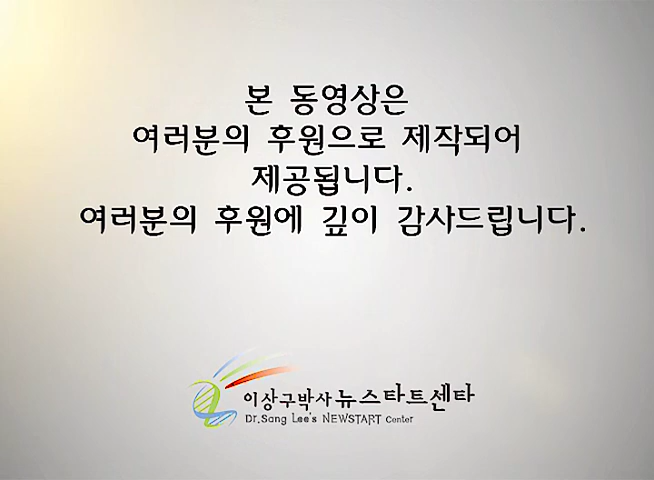 본 동영상은
여러분의 후원으로 제작되어
제공됩니다.
여러분의 후원에 깊이 감사드립니다.
이상구박사 뉴스타트센타
Dr.Sang Lee's NEWSTART Center